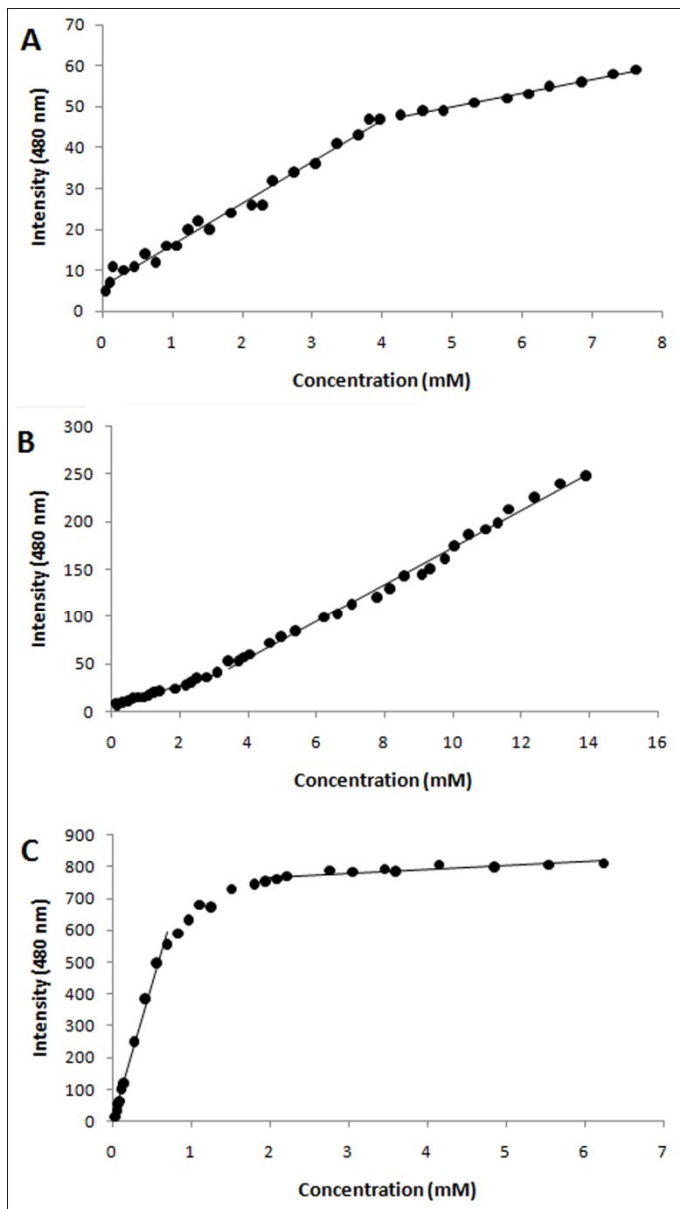 A
70
60
50
40
30
20
10
0
Intensity (480 nm)
0 1 2 3 4 5 6 7 8
Concentration (mM)
B
300
250
200
150
100
50
0
Intensity (480 nm)
0 2 4 6 8 10 12 14 16
Concentration (mM)
C
900
800
700
600
500
400
300
200
100
0
Intensity (480 nm)
0 1 2 3 4 5 6 7
Concentration (mM)